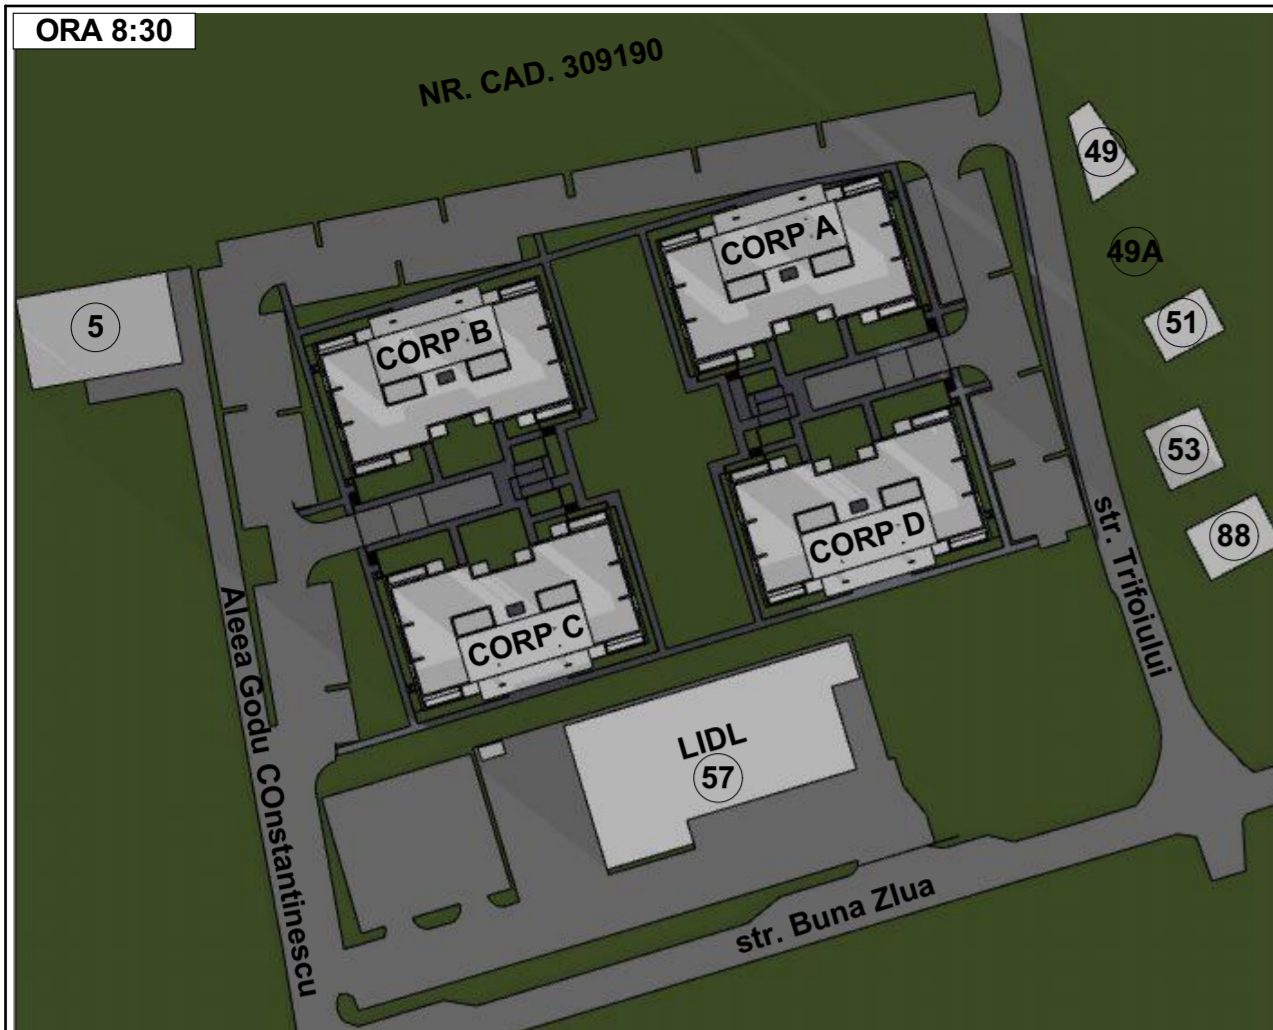 ORA 8:30
NR. CAD. 309190
49
CORP A
49A
5
CORP B
51
53
88
CORP D
str. Trifoiului
CORP C
Aleea Godu COnstantinescu
LIDL
57
str. Buna ZIua